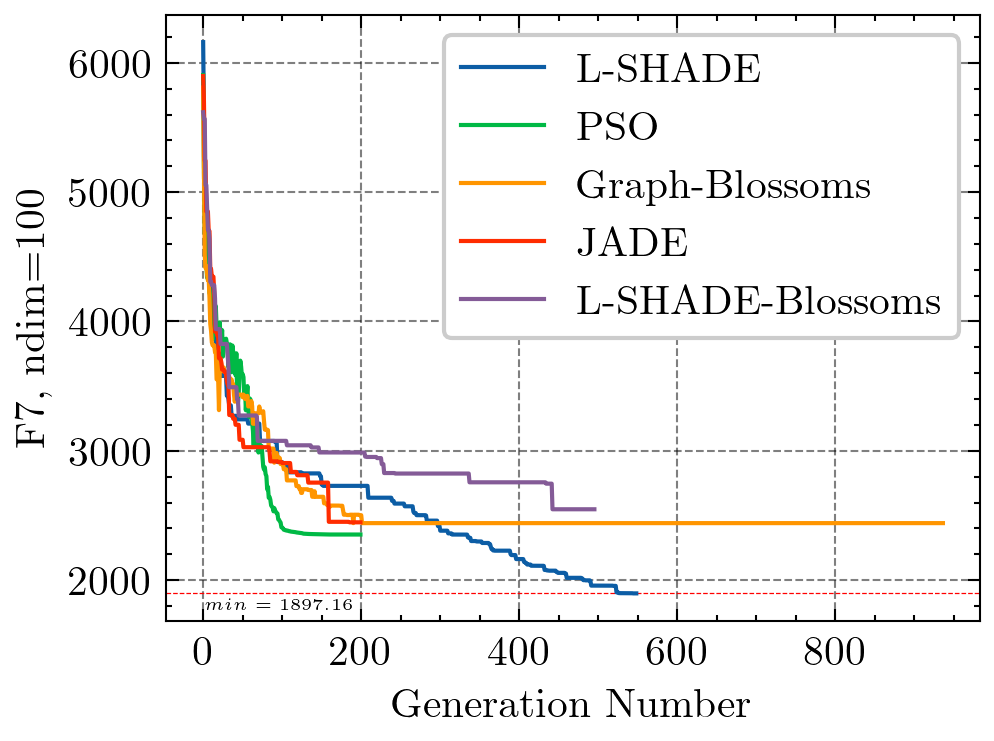 6000
5000
4000
3000
2000
F7, ndim=100
L-SHADE
PSO
Graph-Blossoms
JADE
L-SHADE-Blossoms
min = 1897.16
0 200 400 600 800
Generation Number